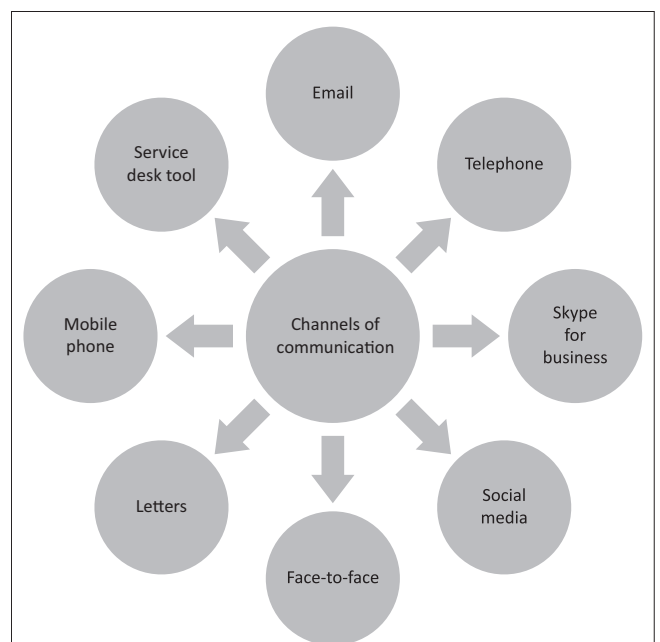 Email
Service
desk tool
Telephone
Mobile
phone
Channels of
communication
Skype
for
business
Letters
Social
media
Face-to-face